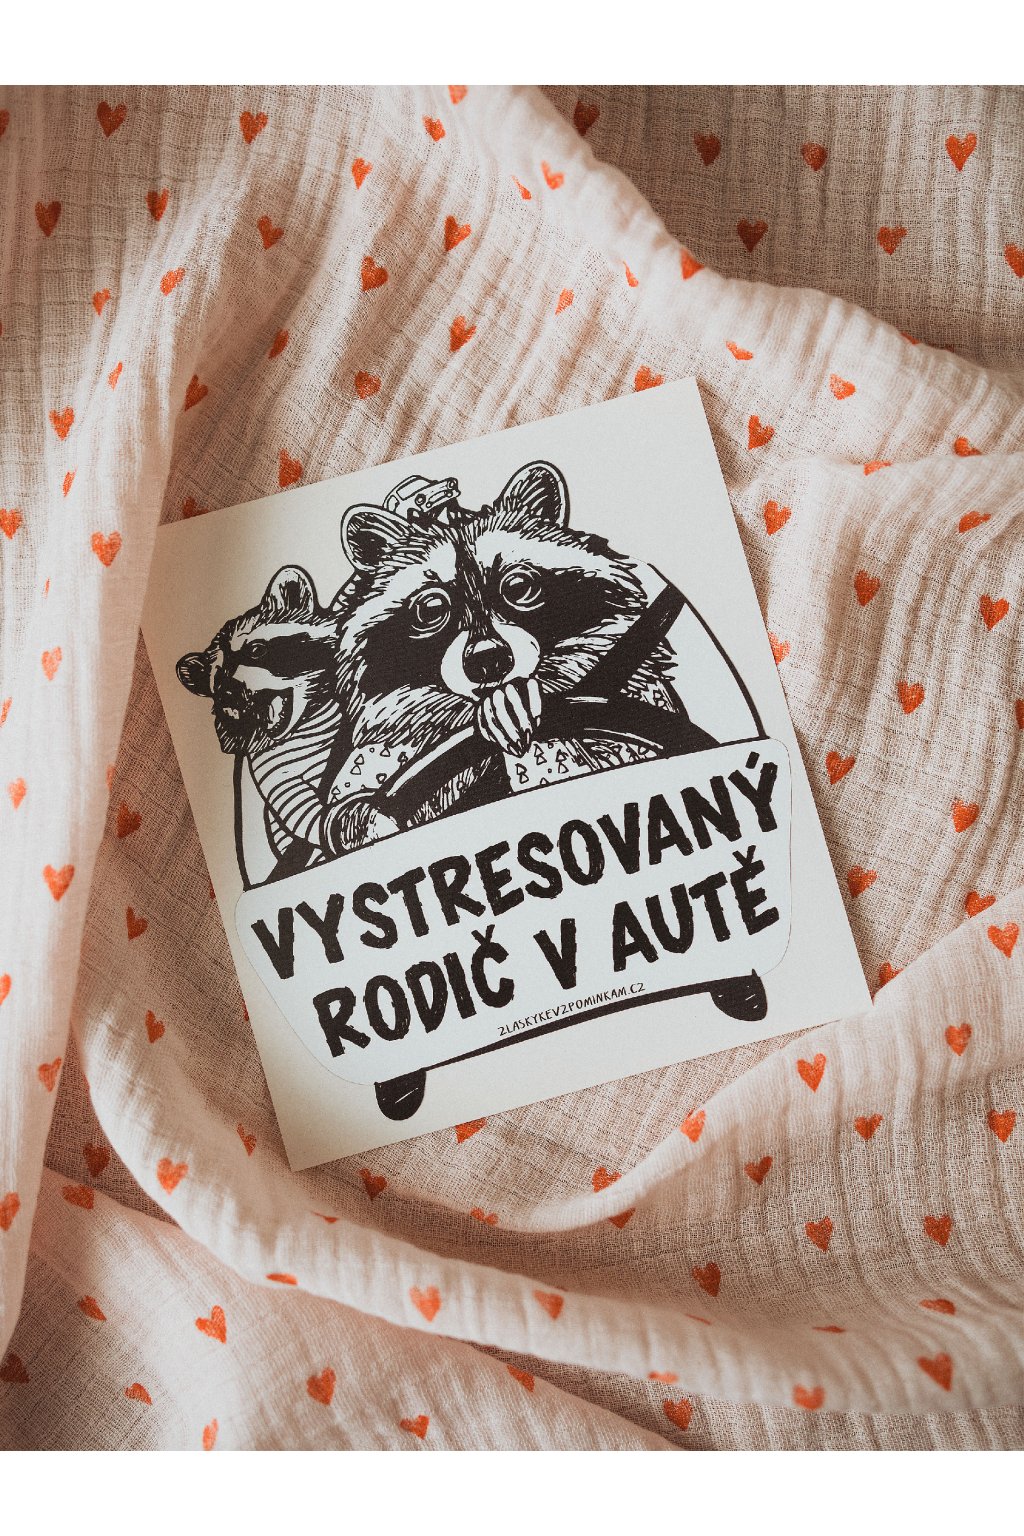 VYSTRESOVANÝ
RODIČ V AUTĚ
ZLASKYKEVZPOMINKAM.CZ